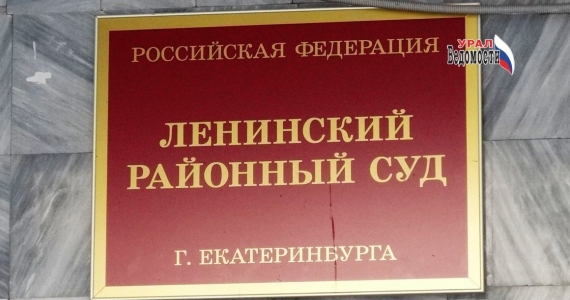 РОССИЙСКАЯ ФЕДЕРАЦИЯ
УРАЛ
Ведомости
ЛЕНИНСКИЙ
РАЙОННЫЙ СУД
Г. ЕКАТЕРИНБУРГА